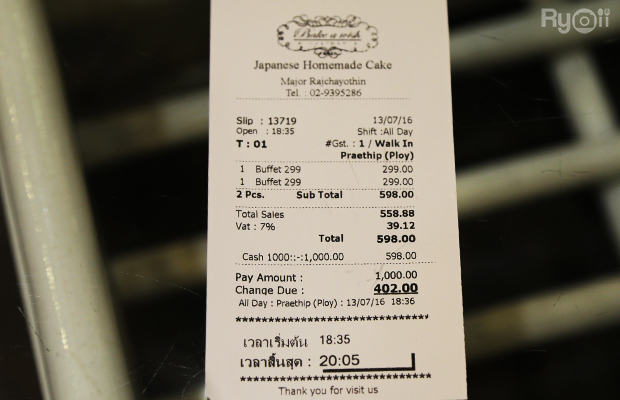 Ryoii
Bake a wish
Japanese Homemade Cake
Major Rajchayothin
Tel. : 02-9395286
Slip : 13719 13/07/16
Open : 18:35 Shift :All Day
T : 01 #Gst. : 1 / Walk In
Praethip (Ploy)
1 Buffet 299 299.00
1 Buffet 299 299.00
2 Pcs. Sub Total 598.00
Total Sales 558.88
Vat : 7% 39.12
Total 598.00
Cash 1000::-:1,000.00 598.00
Pay Amount : 1,000.00
Change Due : 402.00
All Day : Praethip (Ploy) : 13/07/16 18:36
****************************************
เวลาเริ่มต้น 18:35
เวลาสิ้นสุด : 20:05
****************************************
Thank you for visit us